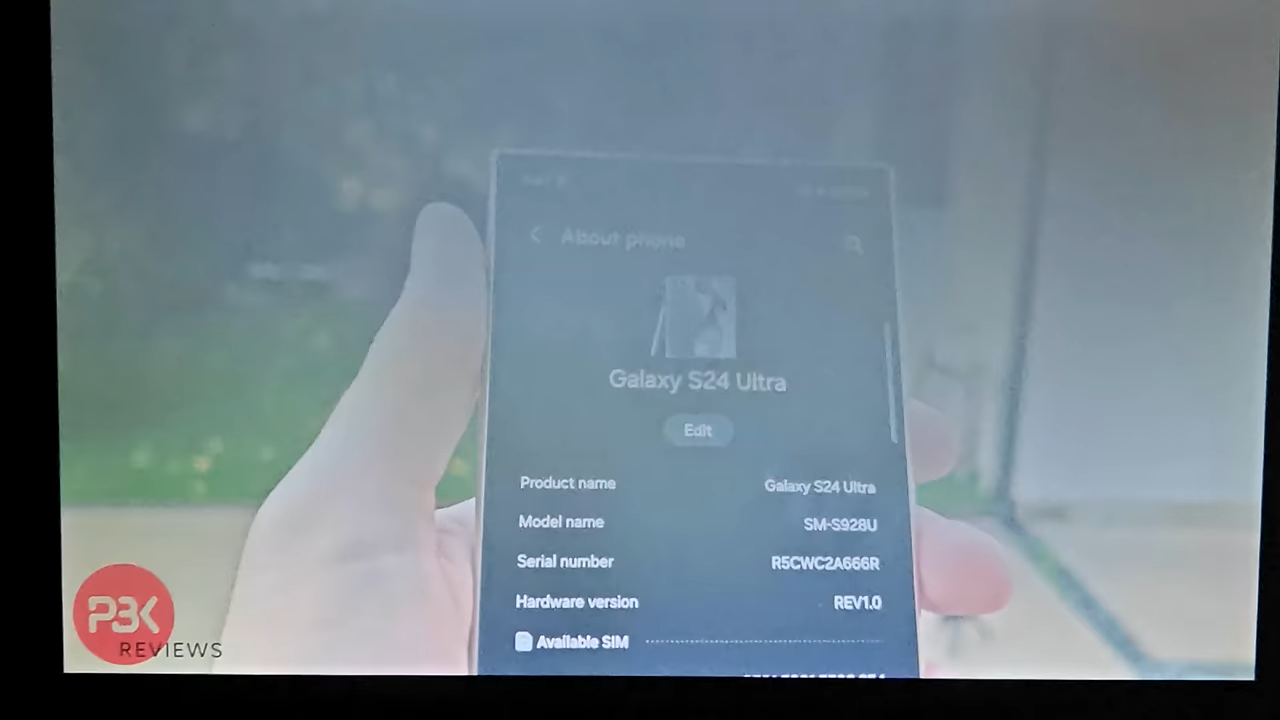 About phone
Galaxy S24 Ultra
Edit
Product name Galaxy S24 Ultra
Model name SM-S928U
Serial number R5CWC2A666R
Hardware version REV1.0
Available SIM
P3K
REVIEWS